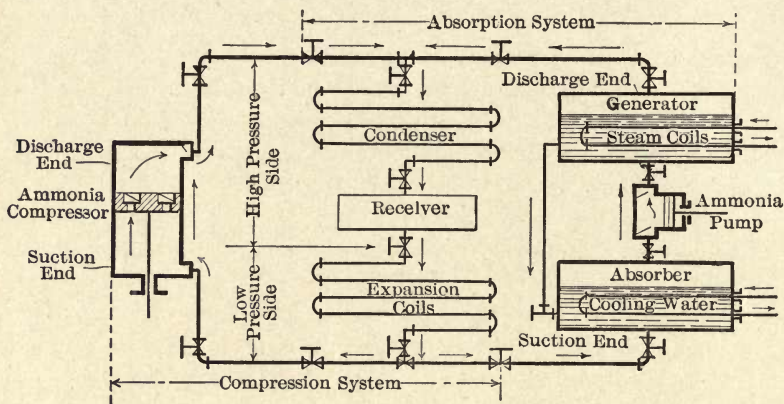 Absorption System
Discharge End
Generator
Steam Coils
Condenser
Discharge
End
Ammonia
Compressor
High Pressure
Side
Receiver
Ammonia
Pump
Suction
End
Low
Pressure
Side
Expansion
Coils
Absorber
Cooling Water
Suction End
Compression System